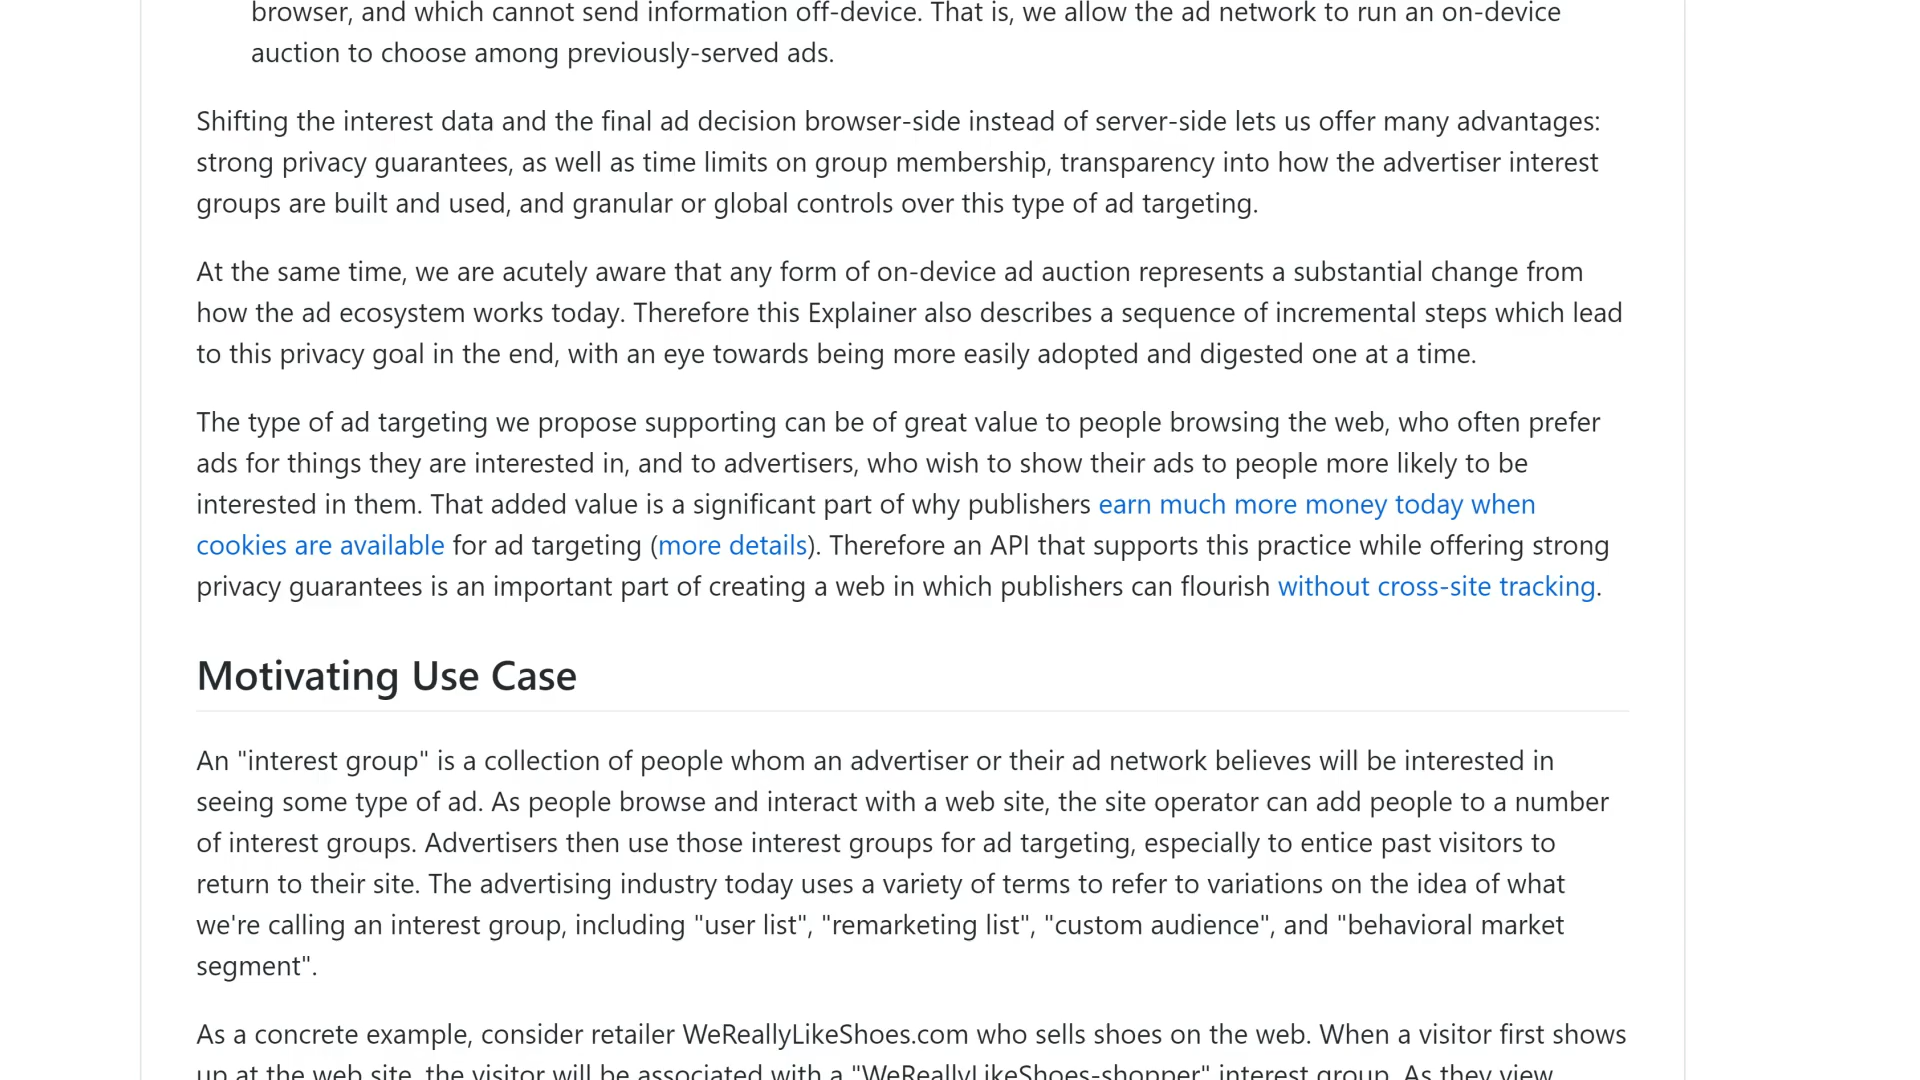 browser, and which cannot send information off-device. That is, we allow the ad network to run an on-device
auction to choose among previously-served ads.
Shifting the interest data and the final ad decision browser-side instead of server-side lets us offer many advantages:
strong privacy guarantees, as well as time limits on group membership, transparency into how the advertiser interest
groups are built and used, and granular or global controls over this type of ad targeting.
At the same time, we are acutely aware that any form of on-device ad auction represents a substantial change from
how the ad ecosystem works today. Therefore this Explainer also describes a sequence of incremental steps which lead
to this privacy goal in the end, with an eye towards being more easily adopted and digested one at a time.
The type of ad targeting we propose supporting can be of great value to people browsing the web, who often prefer
ads for things they are interested in, and to advertisers, who wish to show their ads to people more likely to be
interested in them. That added value is a significant part of why publishers earn much more money today when
cookies are available for ad targeting (more details). Therefore an API that supports this practice while offering strong
privacy guarantees is an important part of creating a web in which publishers can flourish without cross-site tracking.
Motivating Use Case
An "interest group" is a collection of people whom an advertiser or their ad network believes will be interested in
seeing some type of ad. As people browse and interact with a web site, the site operator can add people to a number
of interest groups. Advertisers then use those interest groups for ad targeting, especially to entice past visitors to
return to their site. The advertising industry today uses a variety of terms to refer to variations on the idea of what
we're calling an interest group, including "user list", "remarketing list", "custom audience", and "behavioral market
segment".
As a concrete example, consider retailer WeReallyLikeShoes.com who sells shoes on the web. When a visitor first shows
up at the web site, the visitor will be associated with a "WeReallyLikeShoes-shopper" interest group. As they view